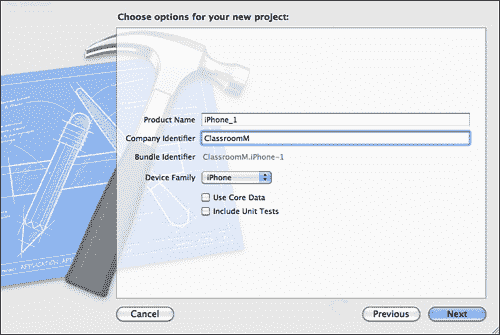 Choose options for your new project:
Product Name iPhone_1
Company Identifier ClassroomM
Bundle Identifier ClassroomM.iPhone-1
Device Family iPhone
Use Core Data
Include Unit Tests
Cancel Previous Next